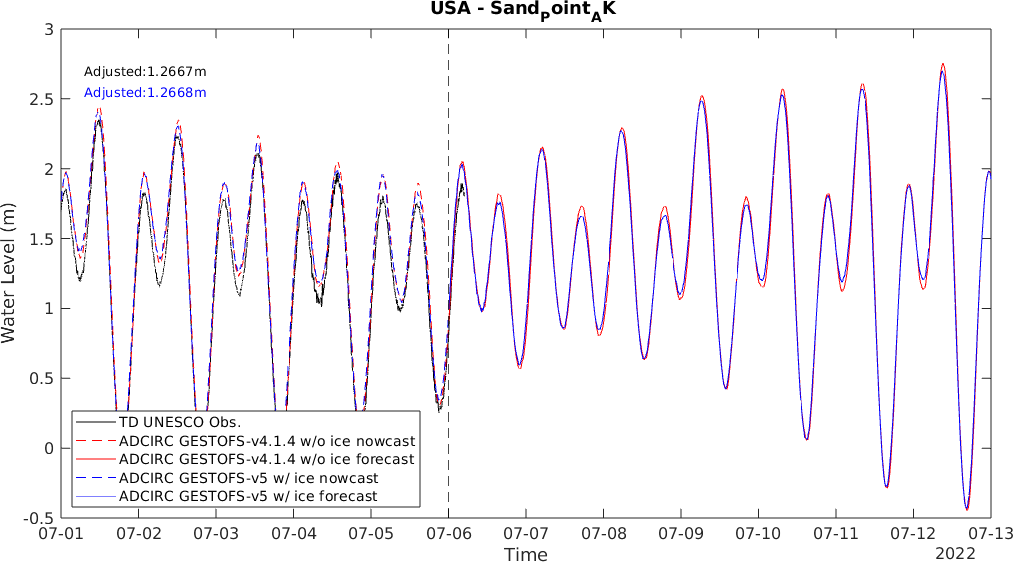 USA - Sand_Point_AK
Adjusted:1.2667m
Adjusted:1.2668m
Water Level (m)
3
2.5
2
1.5
1
0.5
0
-0.5
TD UNESCO Obs.
ADCIRC GESTOFS-v4.1.4 w/o ice nowcast
ADCIRC GESTOFS-v4.1.4 w/o ice forecast
ADCIRC GESTOFS-v5 w/ ice nowcast
ADCIRC GESTOFS-v5 w/ ice forecast
07-01 07-02 07-03 07-04 07-05 07-06 07-07 07-08 07-09 07-10 07-11 07-12 07-13
Time
2022